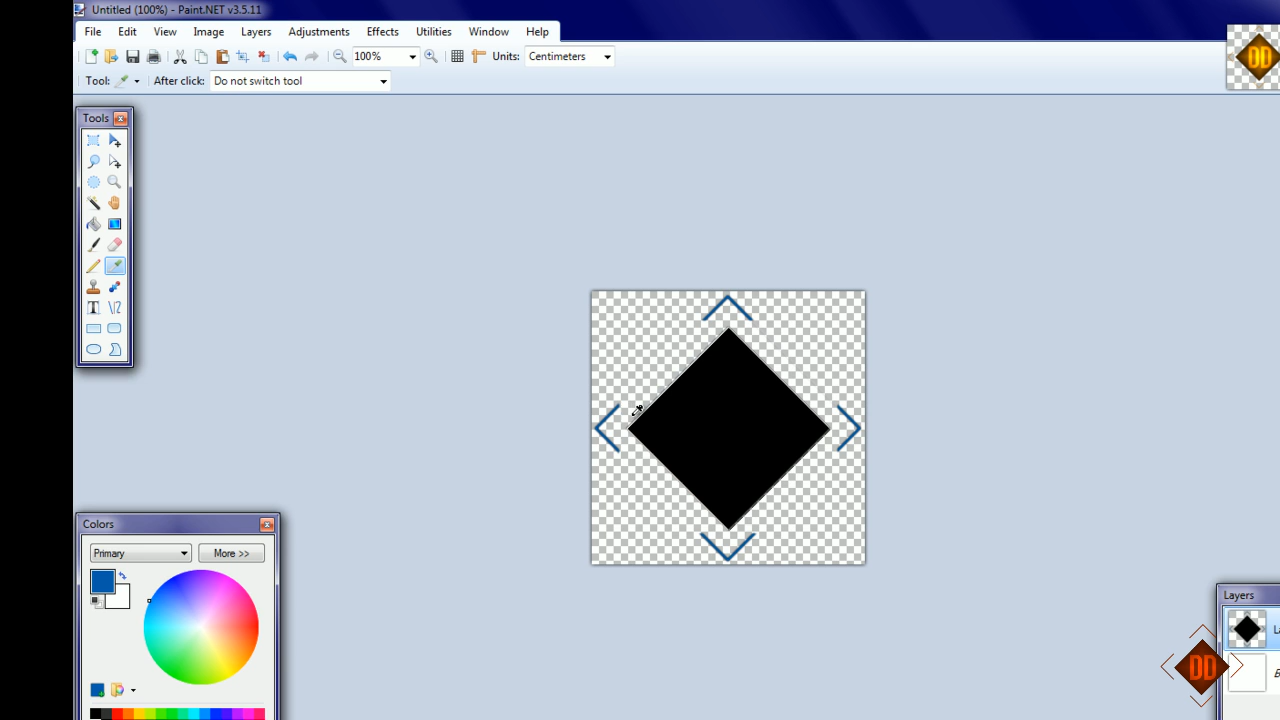 Untitled (100%) - Paint.NET v3.5.11
File Edit View Image Layers Adjustments Effects Utilities Window Help
100% Units: Centimeters
DD
Tool: After click: Do not switch tool
Tools
Colors
Primary More >>
Layers
DD